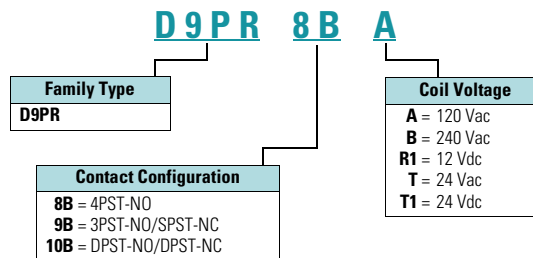 D9PR 8B A
Family Type
D9PR
Contact Configuration
8B = 4PST-NO
9B = 3PST-NO/SPST-NC
10B = DPST-NO/DPST-NC
Coil Voltage
A = 120 Vac
B = 240 Vac
R1 = 12 Vdc
T = 24 Vac
T1 = 24 Vdc